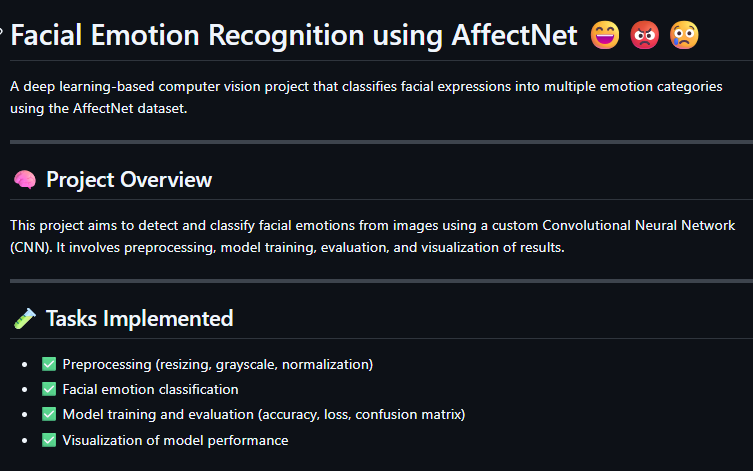 Facial Emotion Recognition using AffectNet 😄 😡 😢
A deep learning-based computer vision project that classifies facial expressions into multiple emotion categories
using the AffectNet dataset.
🧠 Project Overview
This project aims to detect and classify facial emotions from images using a custom Convolutional Neural Network
(CNN). It involves preprocessing, model training, evaluation, and visualization of results.
🧪 Tasks Implemented
• ✅ Preprocessing (resizing, grayscale, normalization)
• ✅ Facial emotion classification
• ✅ Model training and evaluation (accuracy, loss, confusion matrix)
• ✅ Visualization of model performance